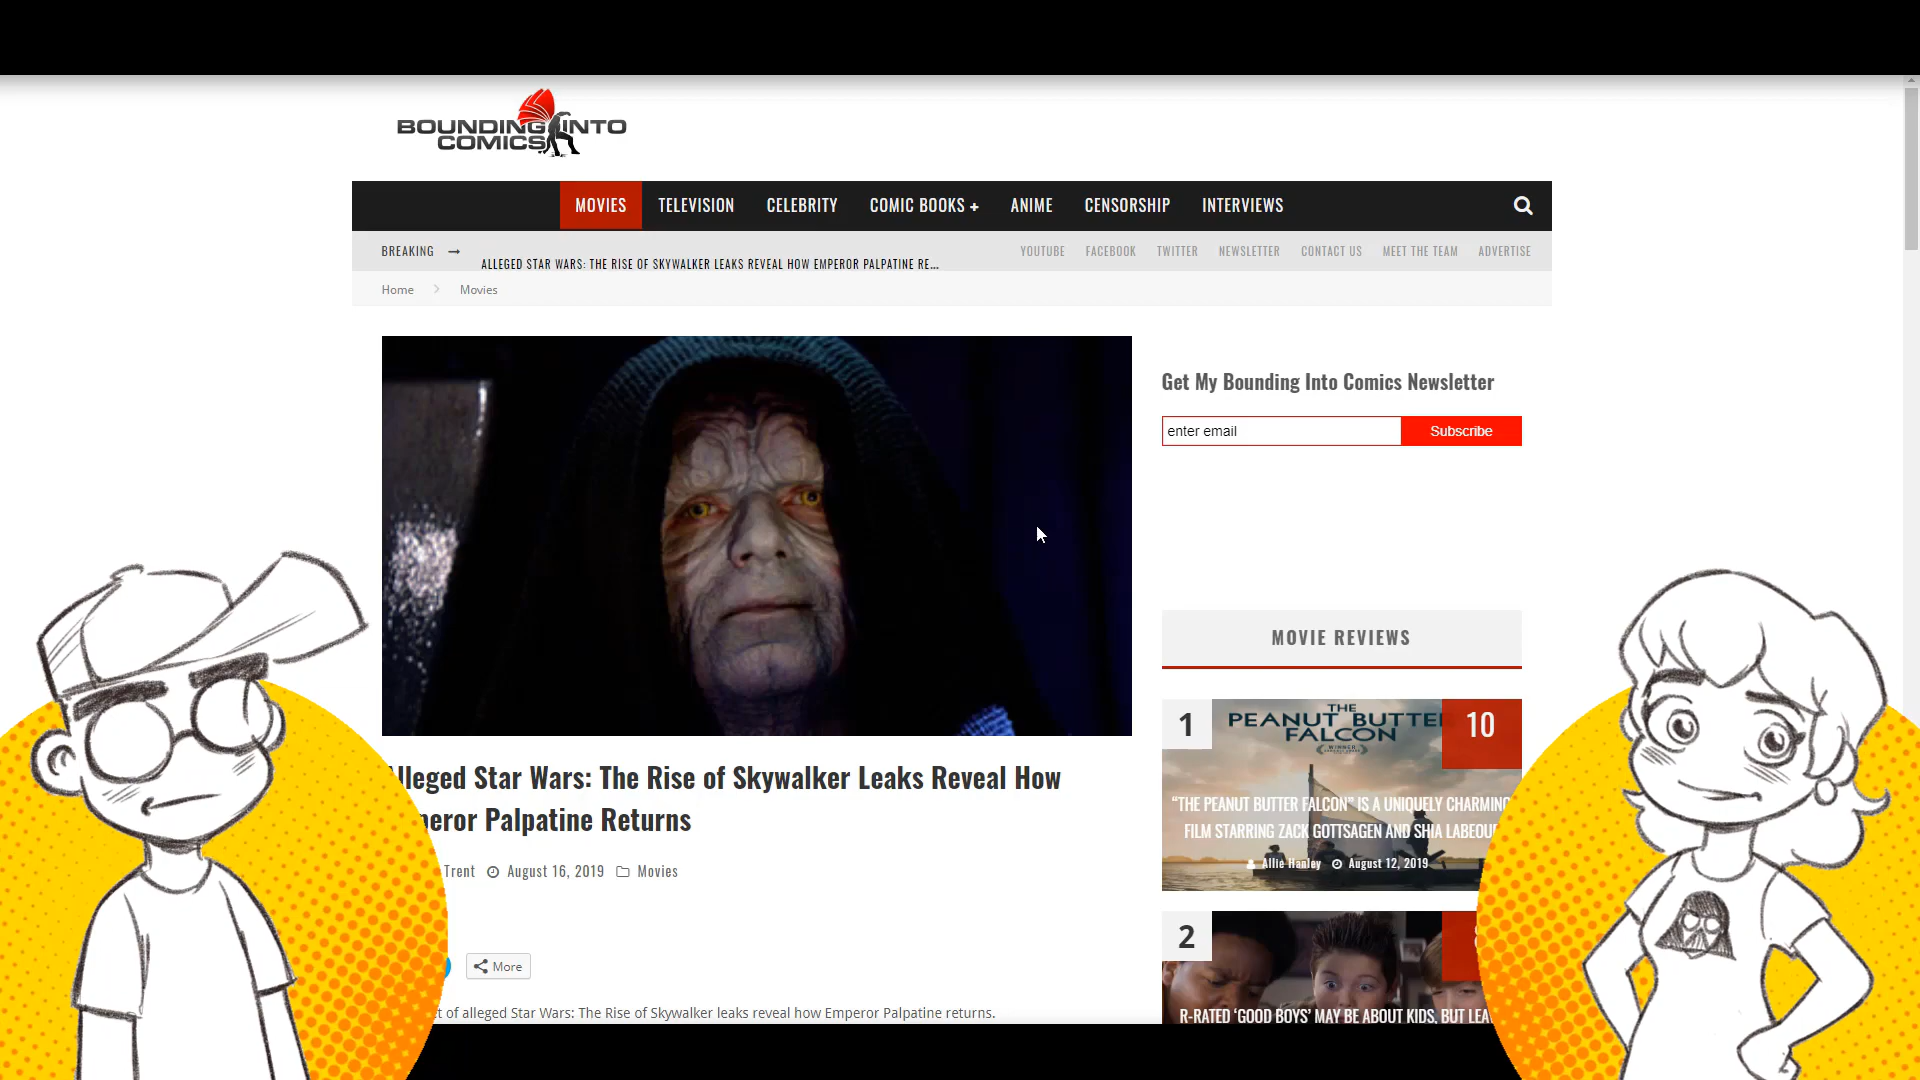 BOUNDING INTO
COMICS
MOVIES TELEVISION CELEBRITY COMIC BOOKS + ANIME CENSORSHIP INTERVIEWS
BREAKING → ALLEGED STAR WARS: THE RISE OF SKYWALKER LEAKS REVEAL HOW EMPEROR PALPATINE RE...
YOUTUBE FACEBOOK TWITTER NEWSLETTER CONTACT US MEET THE TEAM ADVERTISE
Home > Movies
Alleged Star Wars: The Rise of Skywalker Leaks Reveal How
peror Palpatine Returns
Trent August 16, 2019 Movies
More
t of alleged Star Wars: The Rise of Skywalker leaks reveal how Emperor Palpatine returns.
Get My Bounding Into Comics Newsletter
enter email Subscribe
MOVIE REVIEWS
1
10
THE
PEANUT BUTTE
FALCON
WINNER
“THE PEANUT BUTTER FALCON” IS A UNIQUELY CHARMING
FILM STARRING ZACK GOTTSAGEN AND SHIA LABEOU
Allie Hanley August 12, 2019
2
R-RATED ‘GOOD BOYS’ MAY BE ABOUT KIDS, BUT LEA